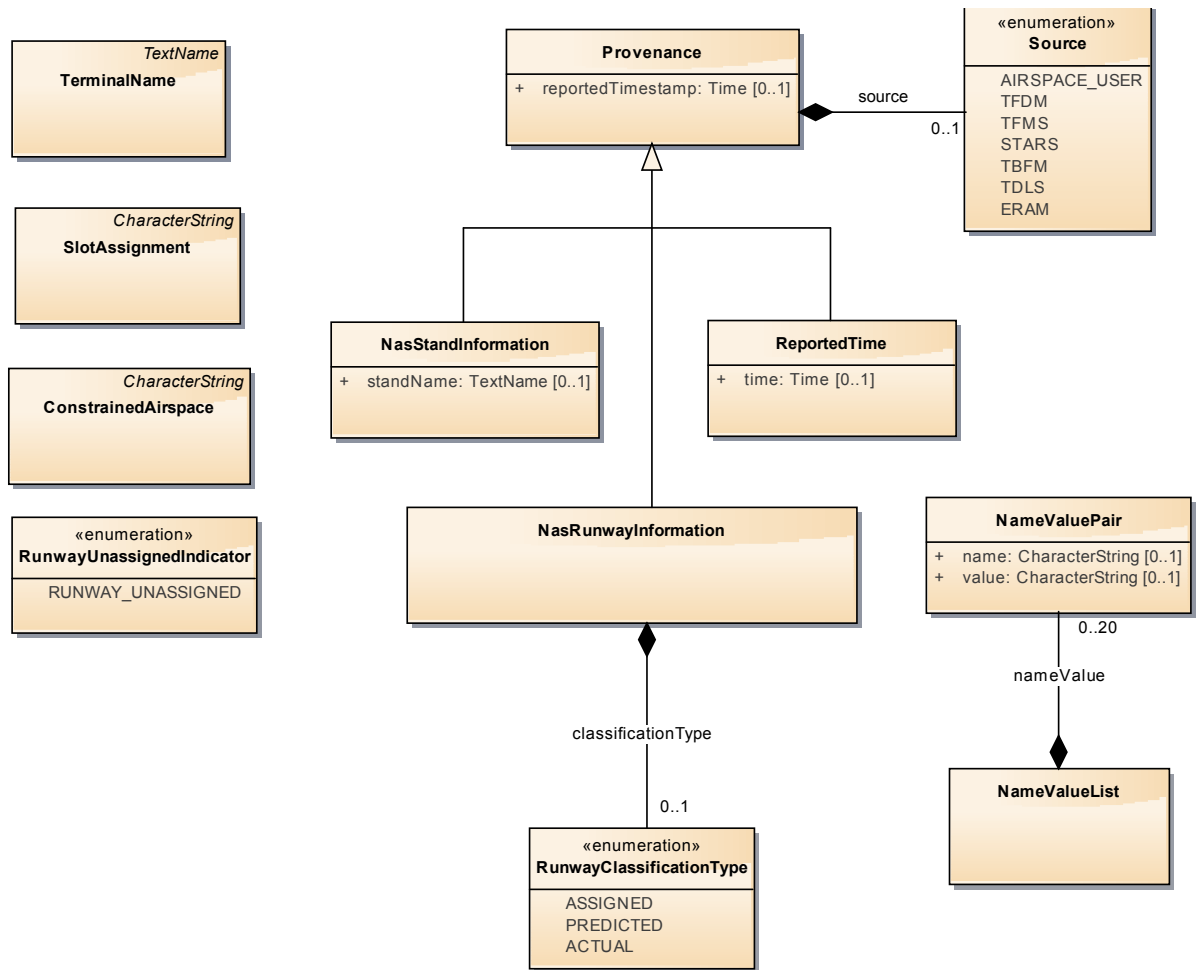 TextName
TerminalName
CharacterString
SlotAssignment
CharacterString
ConstrainedAirspace
«enumeration»
RunwayUnassignedIndicator
RUNWAY_UNASSIGNED
Provenance
+ reportedTimestamp: Time [0..1]
source
0..1
«enumeration»
Source
AIRSPACE_USER
TFDM
TFMS
STARS
TBFM
TDLS
ERAM
NasStandInformation
+ standName: TextName [0..1]
ReportedTime
+ time: Time [0..1]
NasRunwayInformation
classificationType
0..1
«enumeration»
RunwayClassificationType
ASSIGNED
PREDICTED
ACTUAL
NameValuePair
+ name: CharacterString [0..1]
+ value: CharacterString [0..1]
0..20
nameValue
NameValueList